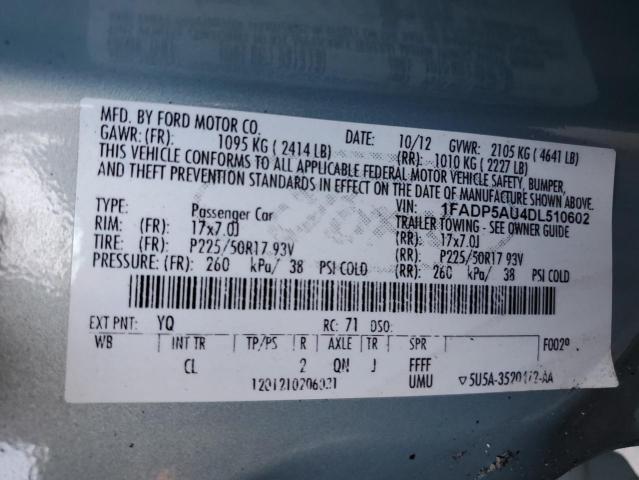 MFD. BY FORD MOTOR CO. DATE: 10/12 GVWR: 2105 KG ( 4641 LB)
GAWR: (FR): 1095 KG ( 2414 LB) (RR): 1010 KG ( 2227 LB)
THIS VEHICLE CONFORMS TO ALL APPLICABLE FEDERAL MOTOR VEHICLE SAFETY, BUMPER,
AND THEFT PREVENTION STANDARDS IN EFFECT ON THE DATE OF MANUFACTURE SHOWN ABOVE.
VIN: 1FADP5AU4DL510602
TYPE: Passenger Car TRAILER TOWING - SEE OWNER GUIDE
RIM: (FR): 17x7.0J (RR): 17x7.0J
TIRE: (FR): P225/50R17 93V (RR): P225/50R17 93V
PRESSURE: (FR): 260 kPa/ 38 PSI COLD (RR): 260 kPa/ 38 PSI COLD
EXT PNT: YQ RC: 71 DSO: F0020
WB INT TR TP/PS R AXLE TR SPR
CL 2 QN J FFFF
UMU